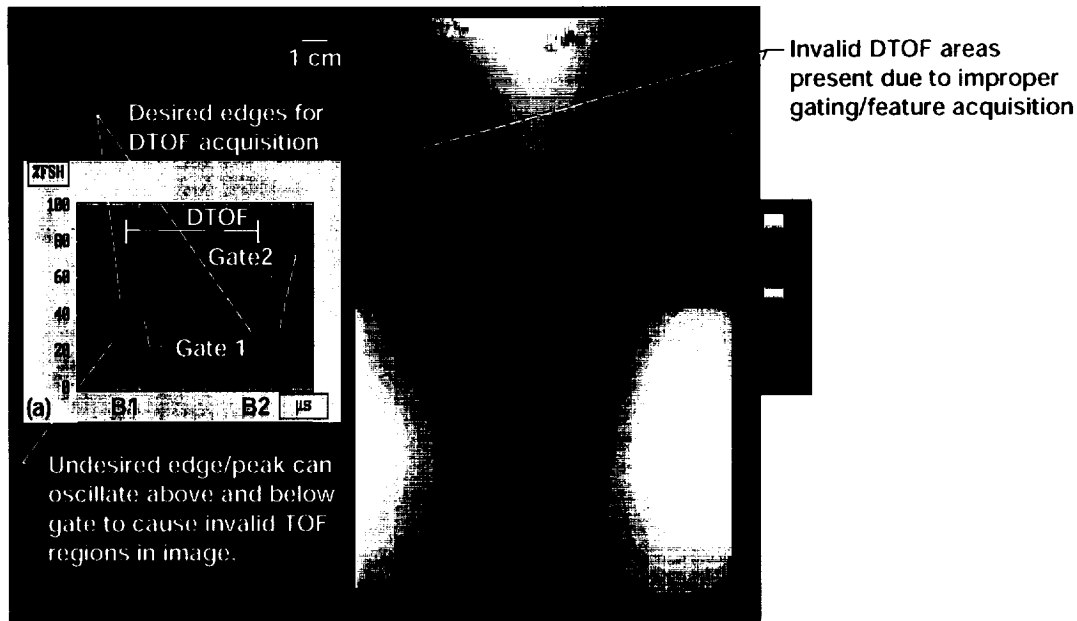 1 cm
Invalid DTOF areas
present due to improper
gating/feature acquisition
Desired edges for
DTOF acquisition
%FSH
100
80
60
40
20
0
DTOF
Gate2
Gate 1
(a)
B1
B2
µs
Undesired edge/peak can
oscillate above and below
gate to cause invalid TOF
regions in image.